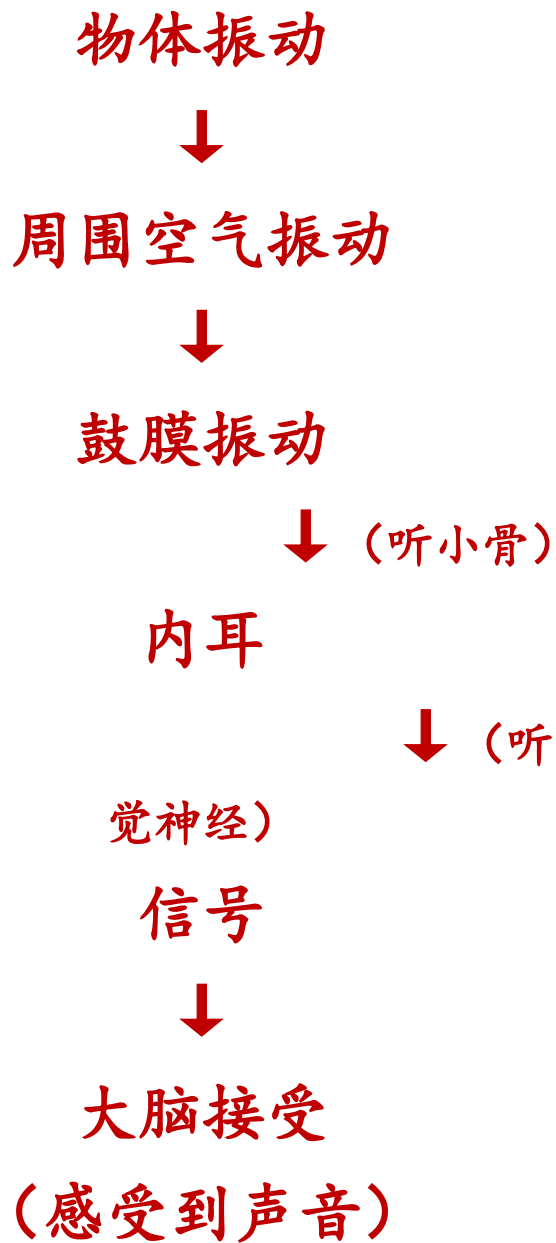 物体振动
↓
周围空气振动
↓
鼓膜振动
↓（听小骨）
内耳
↓（听
觉神经）
信号
↓
大脑接受
（感受到声音）